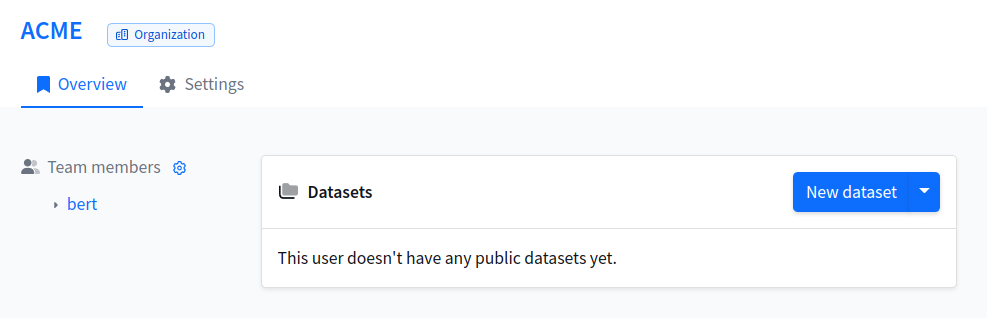 ACME
Organization
Overview
Settings
Team members
bert
Datasets
New dataset
This user doesn't have any public datasets yet.